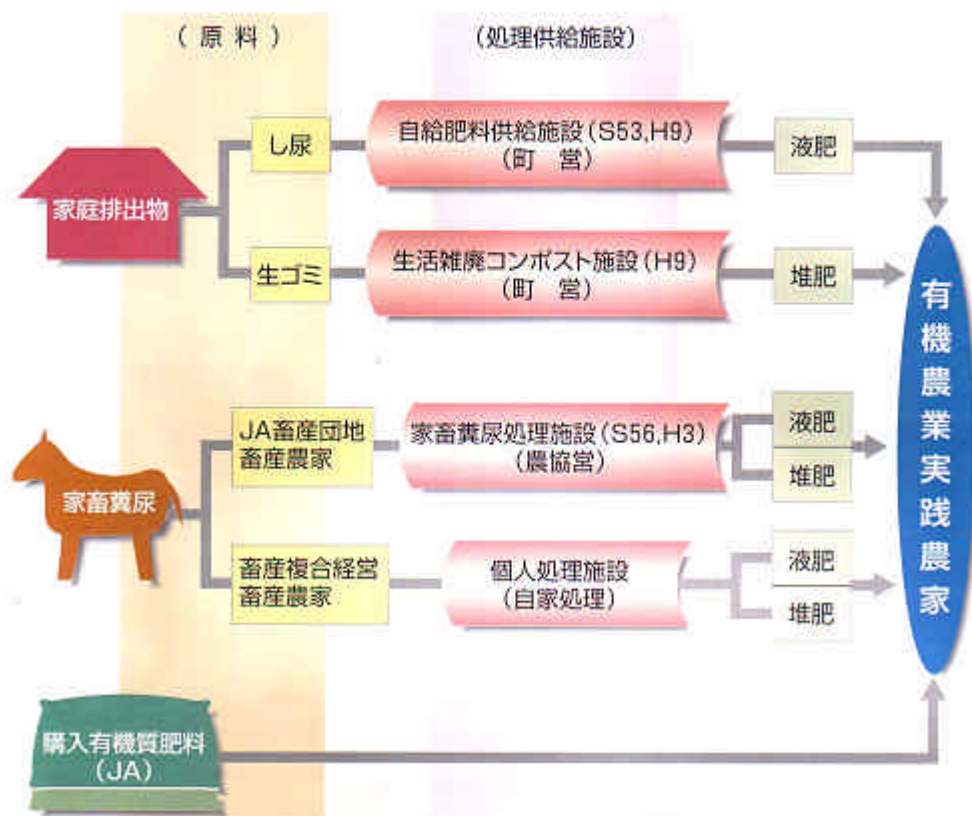 (原料)
(処理供給施設)
家庭排出物
し尿
自給肥料供給施設(S53,H9)
(町 営)
液肥
生ゴミ
生活雑廃コンポスト施設(H9)
(町 営)
堆肥
家畜糞尿
JA畜産団地
畜産農家
家畜糞尿処理施設(S56,H3)
(農協営)
液肥
堆肥
畜産複合経営
畜産農家
個人処理施設
(自家処理)
液肥
堆肥
購入有機質肥料
(JA)
有機農業実践農家